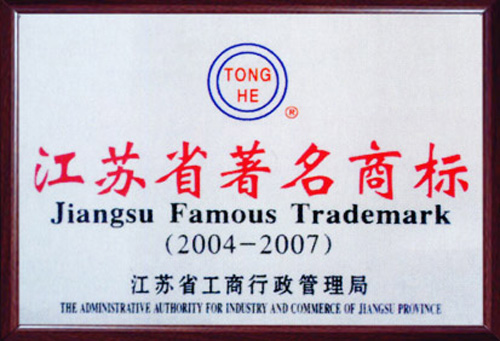 TONG
HE
®
江苏省著名商标
Jiangsu Famous Trademark
(2004-2007)
江苏省工商行政管理局
THE ADMINISTRATIVE AUTHORITY FOR INDUSTRY AND COMMERCE OF JIANGSU PROVINCE